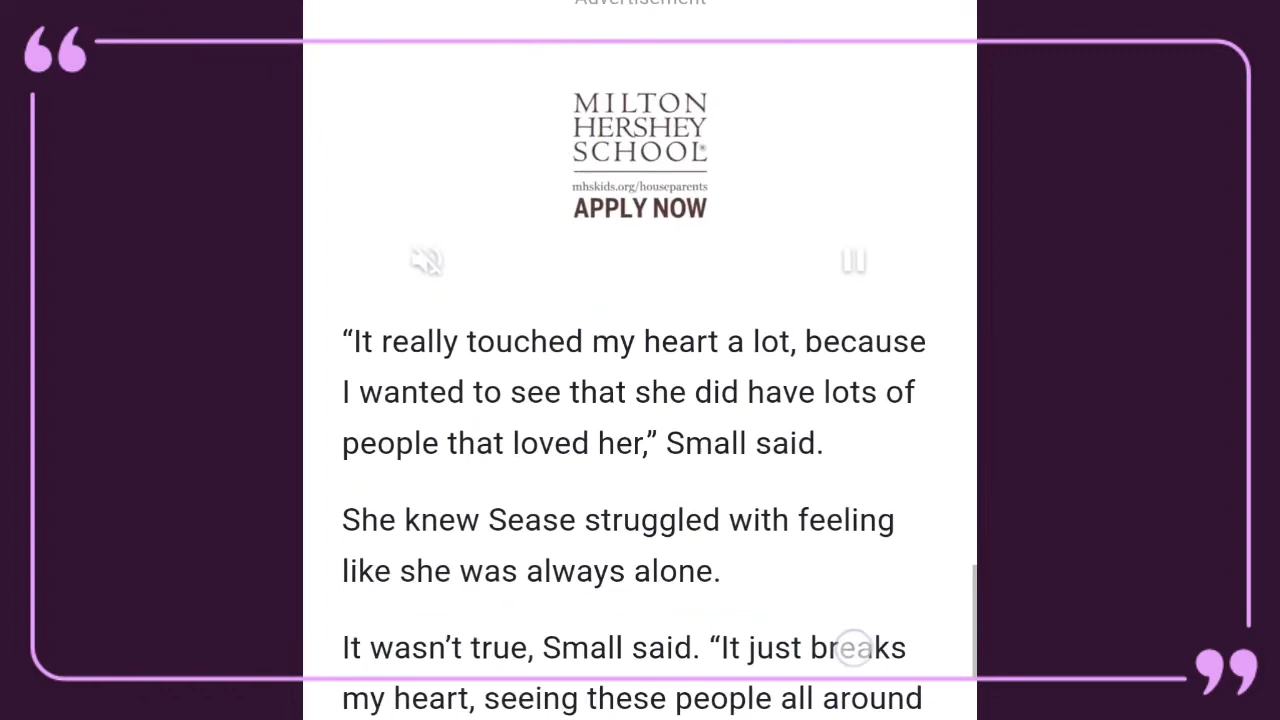 Advertisement
MILTON
HERSHEY
SCHOOL®
mhskids.org/houseparents
APPLY NOW
“It really touched my heart a lot, because
I wanted to see that she did have lots of
people that loved her,” Small said.
She knew Sease struggled with feeling
like she was always alone.
It wasn’t true, Small said. “It just breaks
my heart, seeing these people all around